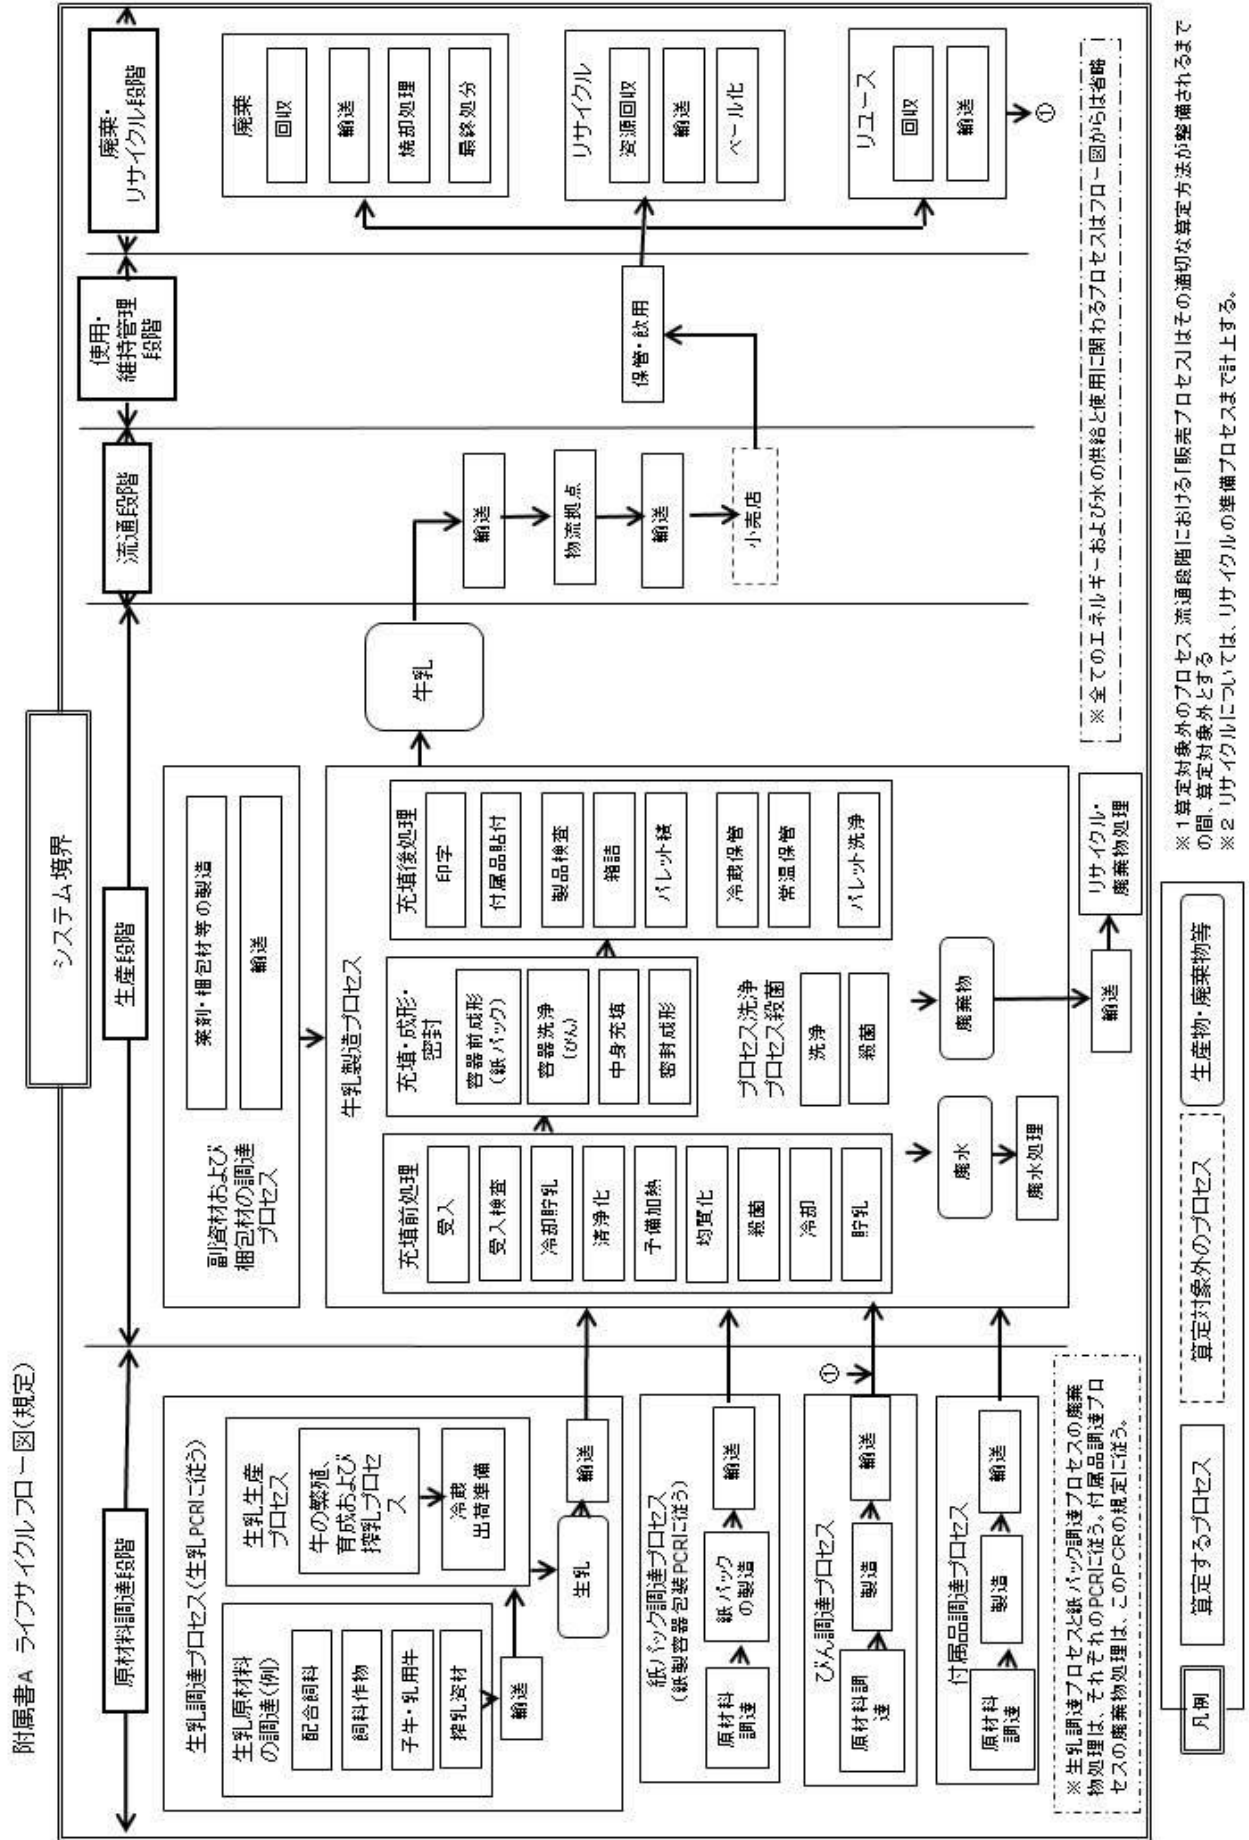 附属書A ライフサイクルフロー図(規定)
システム境界
原材料調達段階
生産段階
流通段階
使用・
維持管理
段階
廃棄・
リサイクル段階
生乳調達プロセス(生乳PCRに従う)
生乳原材料
の調達(例)
配合飼料
飼料作物
子牛・乳用牛
搾乳資材
輸送
生乳生産
プロセス
牛の繁殖、
育成および
搾乳プロセ
ス
冷蔵
出荷準備
生乳
輸送
紙パック調達プロセス
(紙製容器包装PCRに従う)
原材料
調達
紙パック
の製造
輸送
びん調達プロセス
原材料調
達
製造
輸送
①
付属品調達プロセス
原材料
調達
製造
輸送
※生乳調達プロセスと紙パック調達プロセスの廃棄
物処理は、それぞれのPCRに従う。付属品調達プロ
セスの廃棄物処理は、このPCRの規定に従う。
副資材および
梱包材の調達
プロセス
薬剤・梱包材等の製造
輸送
牛乳製造プロセス
充填前処理
受入
受入検査
冷却貯乳
清浄化
予備加熱
均質化
殺菌
冷却
貯乳
充填・成形・
密封
容器前成形
(紙パック)
容器洗浄
(びん)
中身充填
密封成形
充填後処理
印字
付属品貼付
製品検査
箱詰
パレット積
冷蔵保管
常温保管
パレット洗浄
プロセス洗浄
プロセス殺菌
洗浄
殺菌
廃水
廃水処理
廃棄物
輸送
リサイクル・
廃棄物処理
牛乳
輸送
物流拠点
輸送
小売店
保管・飲用
廃棄
回収
輸送
焼却処理
最終処分
リサイクル
資源回収
輸送
ベール化
リユース
回収
輸送
①
※全てのエネルギーおよび水の供給と使用に関わるプロセスはフロー図からは省略
凡例
算定するプロセス
算定対象外のプロセス
生産物・廃棄物等
※1算定対象外のプロセス 流通段階における「販売プロセス」はその適切な算定方法が整備されるまで
の間、算定対象外とする
※2 リサイクルについては、リサイクルの準備プロセスまで計上する。